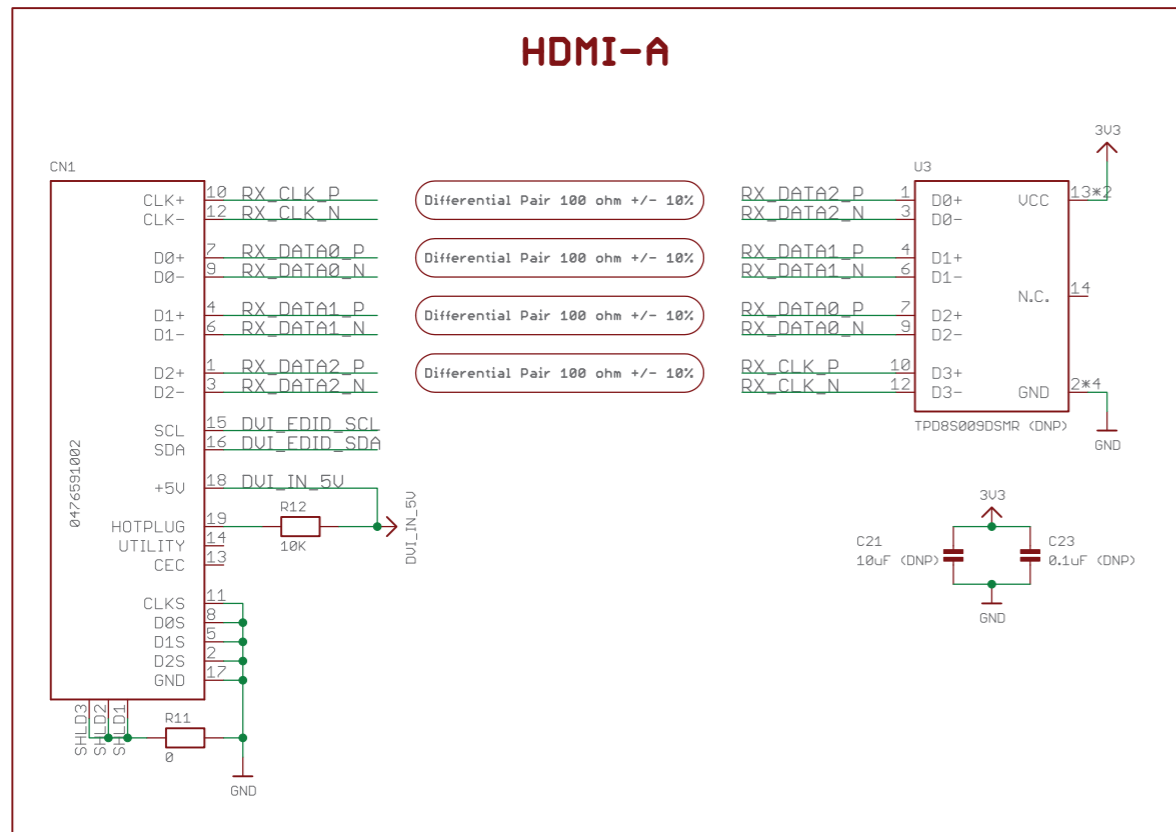 HDMI-A
CN1
CLK+ 10 RX_CLK_P
CLK- 12 RX_CLK_N
D0+ 7 RX_DATA0_P
D0- 9 RX_DATA0_N
D1+ 4 RX_DATA1_P
D1- 6 RX_DATA1_N
D2+ 1 RX_DATA2_P
D2- 3 RX_DATA2_N
SCL 15 DVI_EDID_SCL
SDA 16 DVI_EDID_SDA
+5V 18 DVI_IN_5V
HOTPLUG 19
R12
10K
DVI_IN_5V
UTILITY 14
CEC 13
CLKS 11
D0S 8
D1S 5
D2S 2
GND 17
0476591002
SHLD3
SHLD2
SHLD1
R11
0
GND
Differential Pair 100 ohm +/- 10%
Differential Pair 100 ohm +/- 10%
Differential Pair 100 ohm +/- 10%
Differential Pair 100 ohm +/- 10%
3V3
U3
RX_DATA2_P 1 D0+
RX_DATA2_N 3 D0-
RX_DATA1_P 4 D1+
RX_DATA1_N 6 D1-
RX_DATA0_P 7 D2+
RX_DATA0_N 9 D2-
RX_CLK_P 10 D3+
RX_CLK_N 12 D3-
VCC 13*2
N.C. 14
GND 2*4
GND
TPD8S009DSMR (DNP)
3V3
C21
10uF (DNP)
C23
0.1uF (DNP)
GND